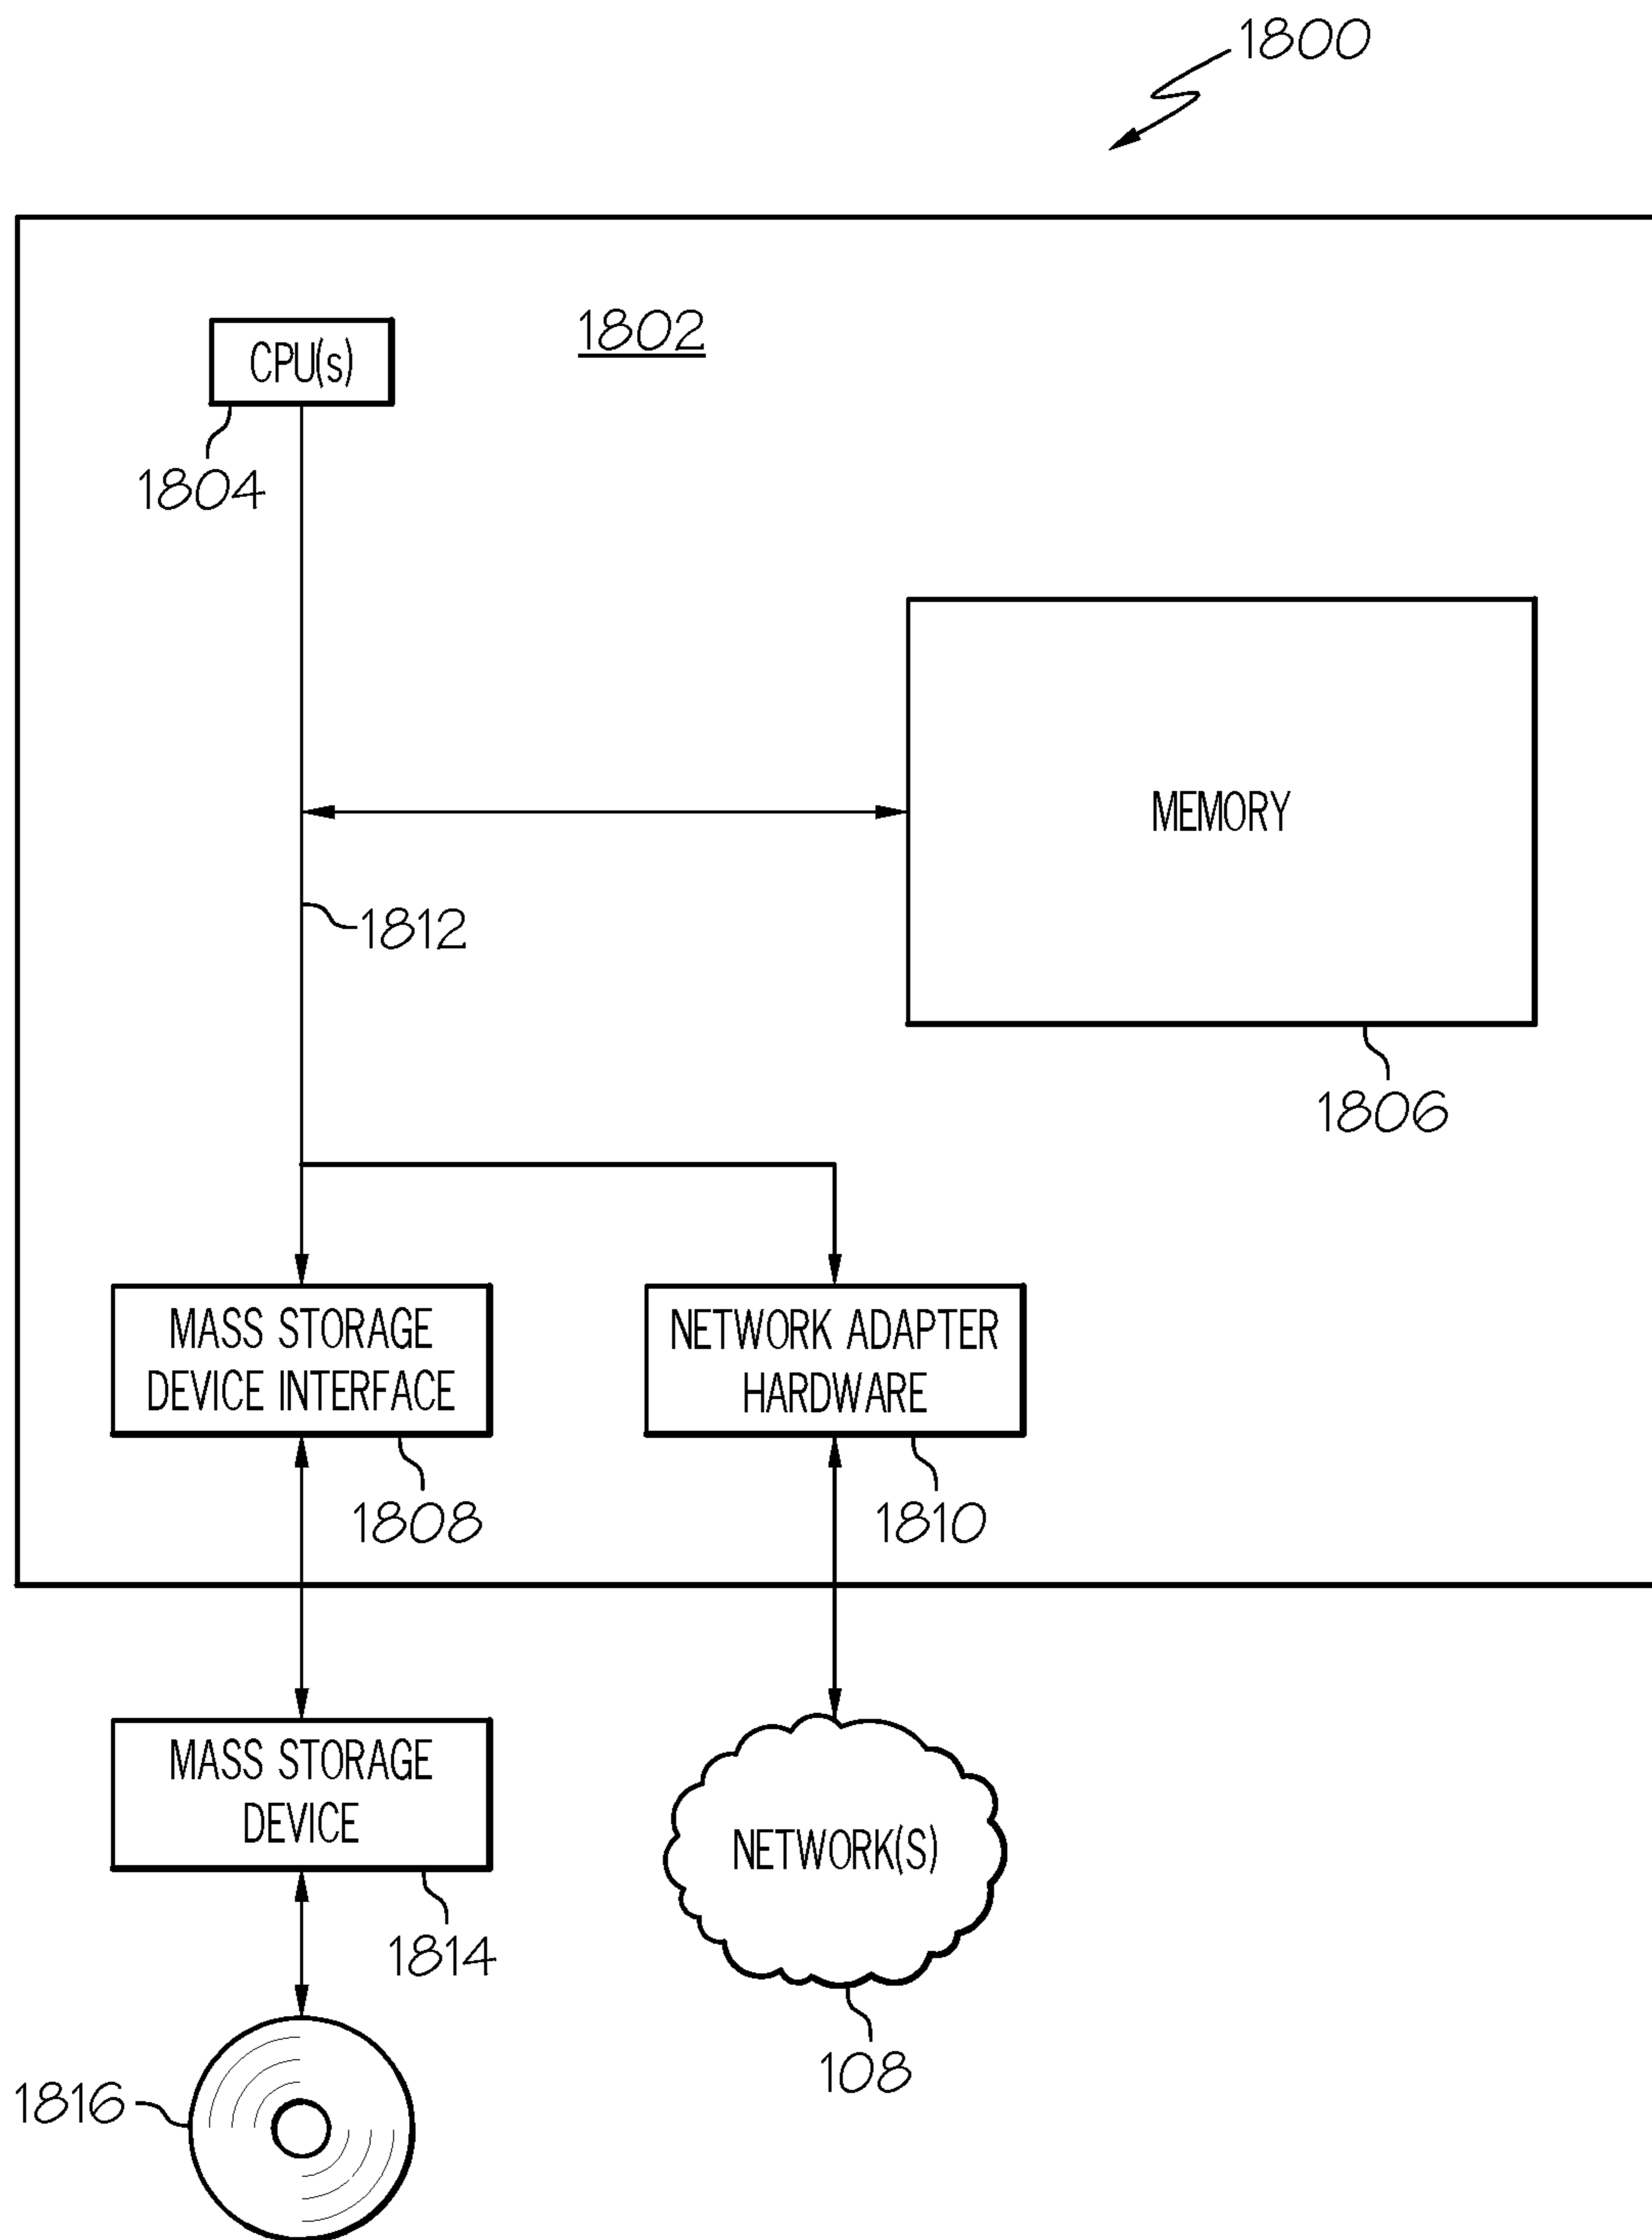 1800
CPU(s)
1802
1804
MEMORY
1812
1806
MASS STORAGE
DEVICE INTERFACE
NETWORK ADAPTER
HARDWARE
1808
1810
MASS STORAGE
DEVICE
NETWORK(S)
1814
108
1816